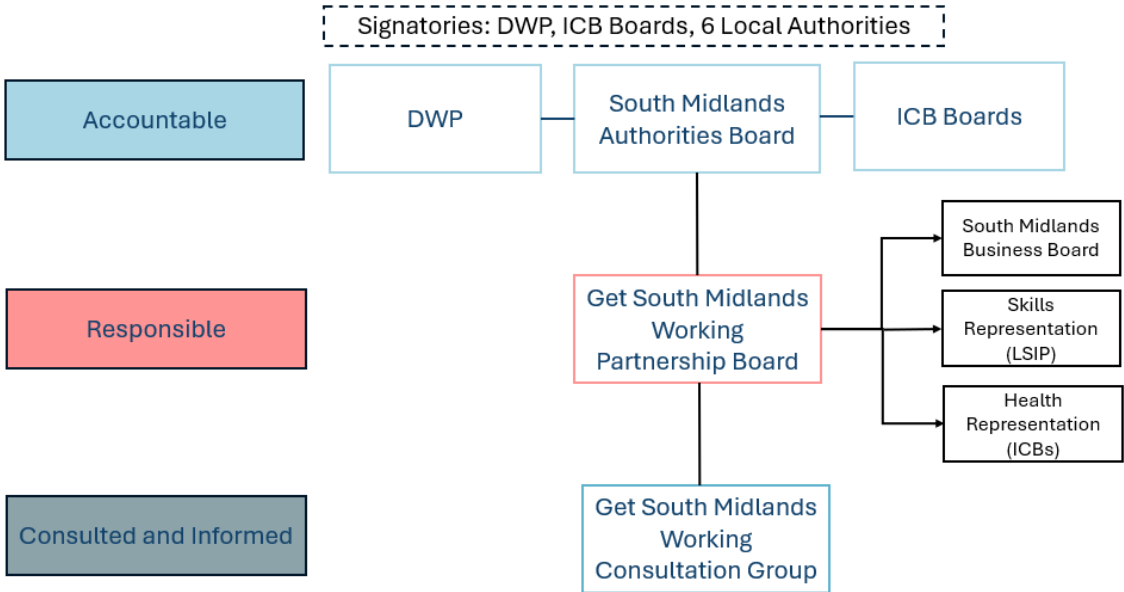 Signatories: DWP, ICB Boards, 6 Local Authorities
Accountable
DWP
South Midlands
Authorities Board
ICB Boards
South Midlands
Business Board
Responsible
Get South Midlands
Working
Partnership Board
Skills
Representation
(LSIP)
Health
Representation
(ICBs)
Consulted and Informed
Get South Midlands
Working
Consultation Group